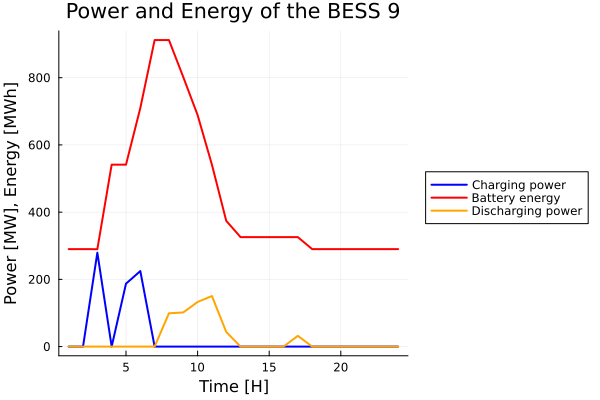 Power and Energy of the BESS 9
Power [MW], Energy [MWh]
800
600
400
200
0
5 10 15 20
Time [H]
Charging power
Battery energy
Discharging power